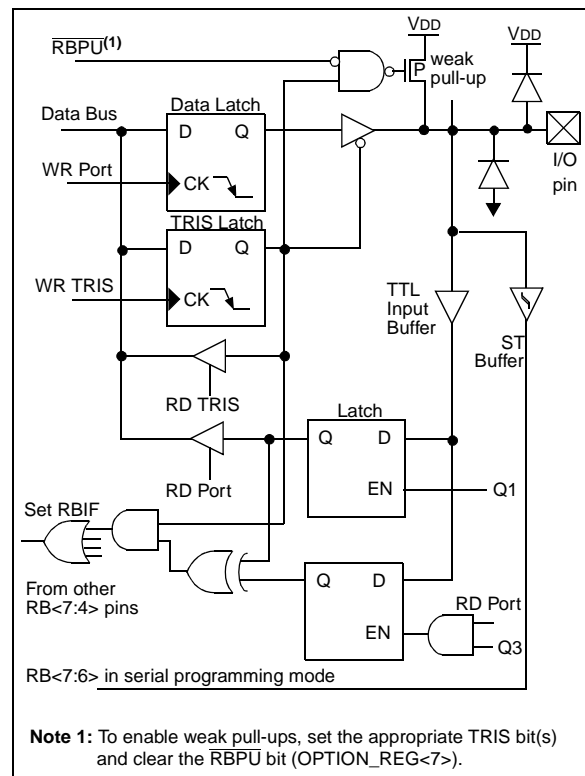 VDD
RBPU(1)
VDD
P
weak
pull-up
Data Latch
Data Bus
D
Q
I/O
pin
WR Port
CK
TRIS Latch
D
Q
WR TRIS
CK
TTL
Input
Buffer
ST
Buffer
RD TRIS
Latch
Q
D
RD Port
EN
Q1
Set RBIF
Q
D
From other
RB<7:4> pins
RD Port
EN
Q3
RB<7:6> in serial programming mode
Note 1: To enable weak pull-ups, set the appropriate TRIS bit(s)
and clear the RBPU bit (OPTION_REG<7>).